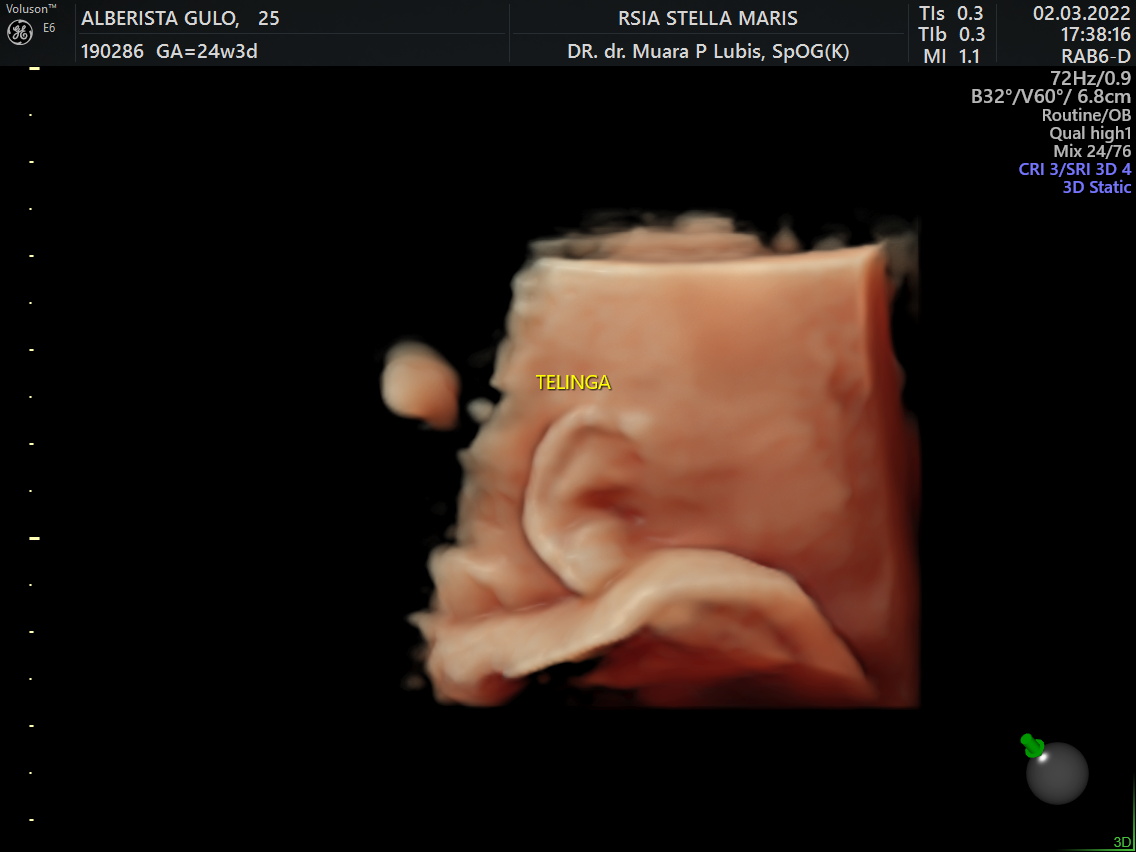 Voluson™
E6
ALBERISTA GULO, 25
190286 GA=24w3d
RSIA STELLA MARIS
DR. dr. Muara P Lubis, SpOG(K)
TIs 0.3
TIb 0.3
MI 1.1
02.03.2022
17:38:16
RAB6-D
72Hz/0.9
B32°/V60°/ 6.8cm
Routine/OB
Qual high1
Mix 24/76
CRI 3/SRI 3D 4
3D Static
TELINGA
3D